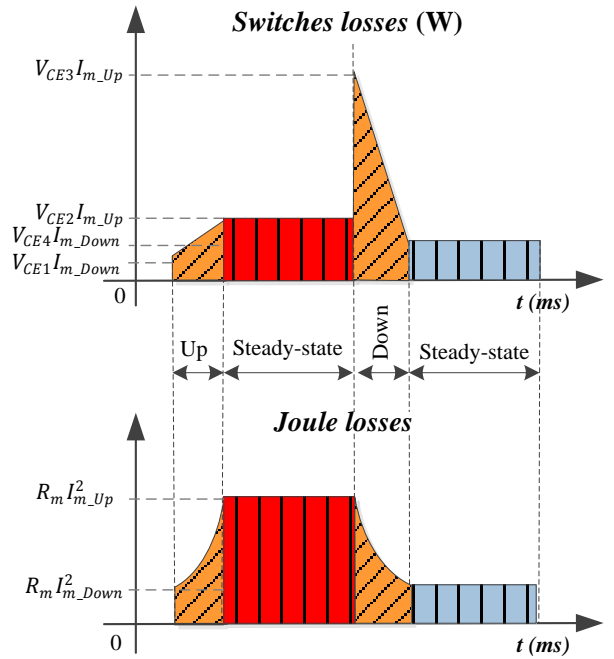 Switches losses (W)
V_{CE3}I_{m_Up}
V_{CE2}I_{m_Up}
V_{CE4}I_{m_Down}
V_{CE1}I_{m_Down}
0
t (ms)
Up
Steady-state
Down
Steady-state
Joule losses
R_m I^2_{m_Up}
R_m I^2_{m_Down}
0
t (ms)